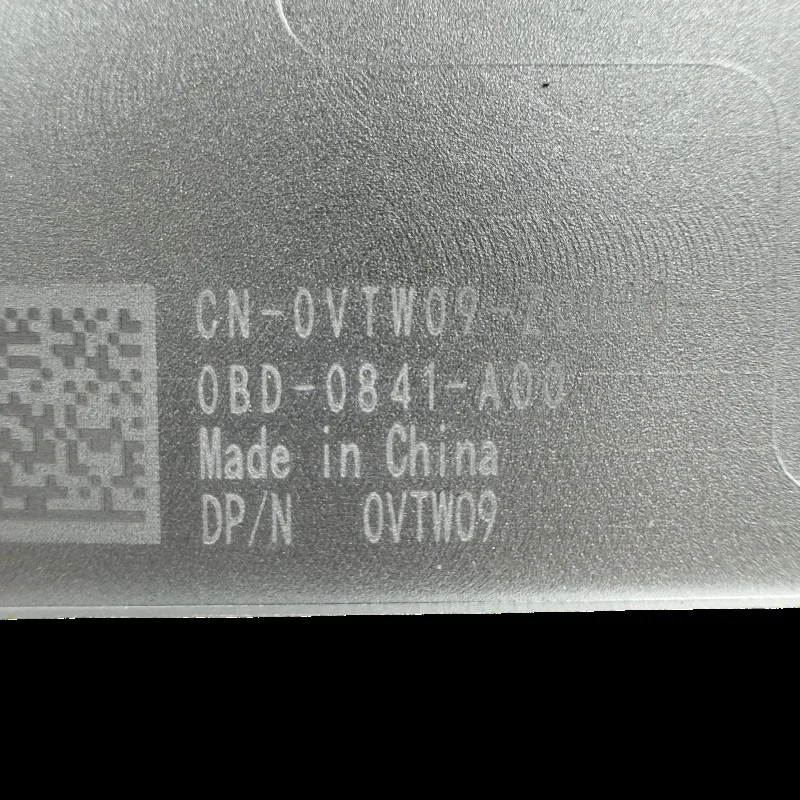 CN-0VTW09-
0BD-0841-A00
Made in China
DP/N 0VTW09